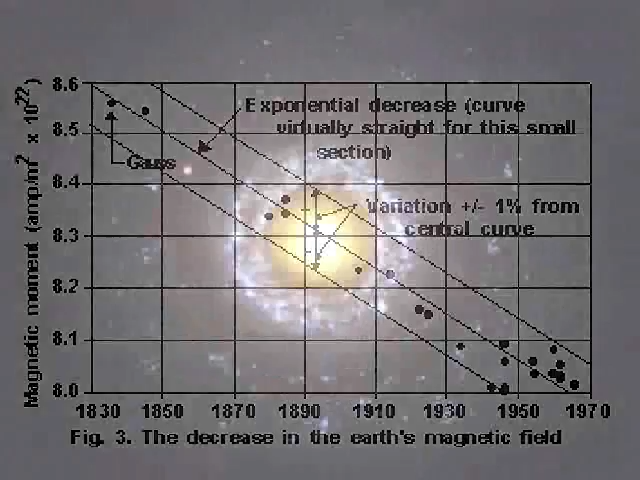 8.6
Exponential decrease (curve
virtually straight for this small
section)
8.5
Gauss
8.4
Variation +/- 1% from
central curve
8.3
8.2
8.1
8.0
Magnetic moment (amp/m² x 10²²)
1830 1850 1870 1890 1910 1930 1950 1970
Fig. 3. The decrease in the earth's magnetic field